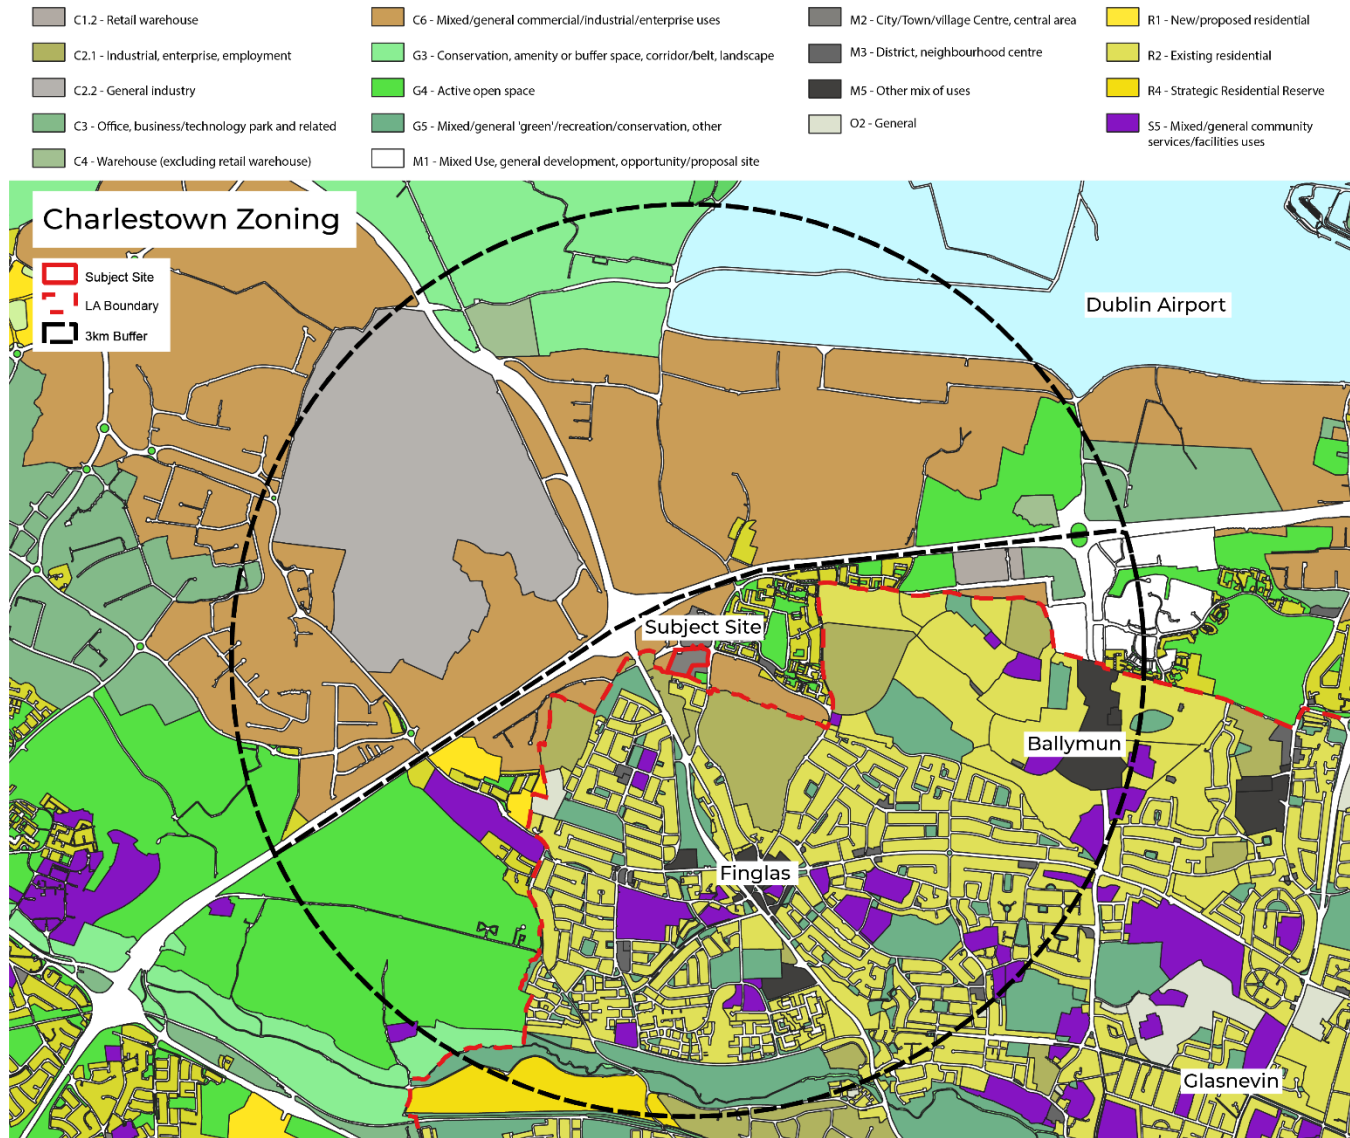 C1.2 - Retail warehouse
C2.1 - Industrial, enterprise, employment
C2.2 - General industry
C3 - Office, business/technology park and related
C4 - Warehouse (excluding retail warehouse)
C6 - Mixed/general commercial/industrial/enterprise uses
G3 - Conservation, amenity or buffer space, corridor/belt, landscape
G4 - Active open space
G5 - Mixed/general 'green'/recreation/conservation, other
M1 - Mixed Use, general development, opportunity/proposal site
M2 - City/Town/village Centre, central area
M3 - District, neighbourhood centre
M5 - Other mix of uses
O2 - General
R1 - New/proposed residential
R2 - Existing residential
R4 - Strategic Residential Reserve
S5 - Mixed/general community
services/facilities uses
Charlestown Zoning
Subject Site
LA Boundary
3km Buffer
Dublin Airport
Subject Site
Ballymun
Finglas
Glasnevin